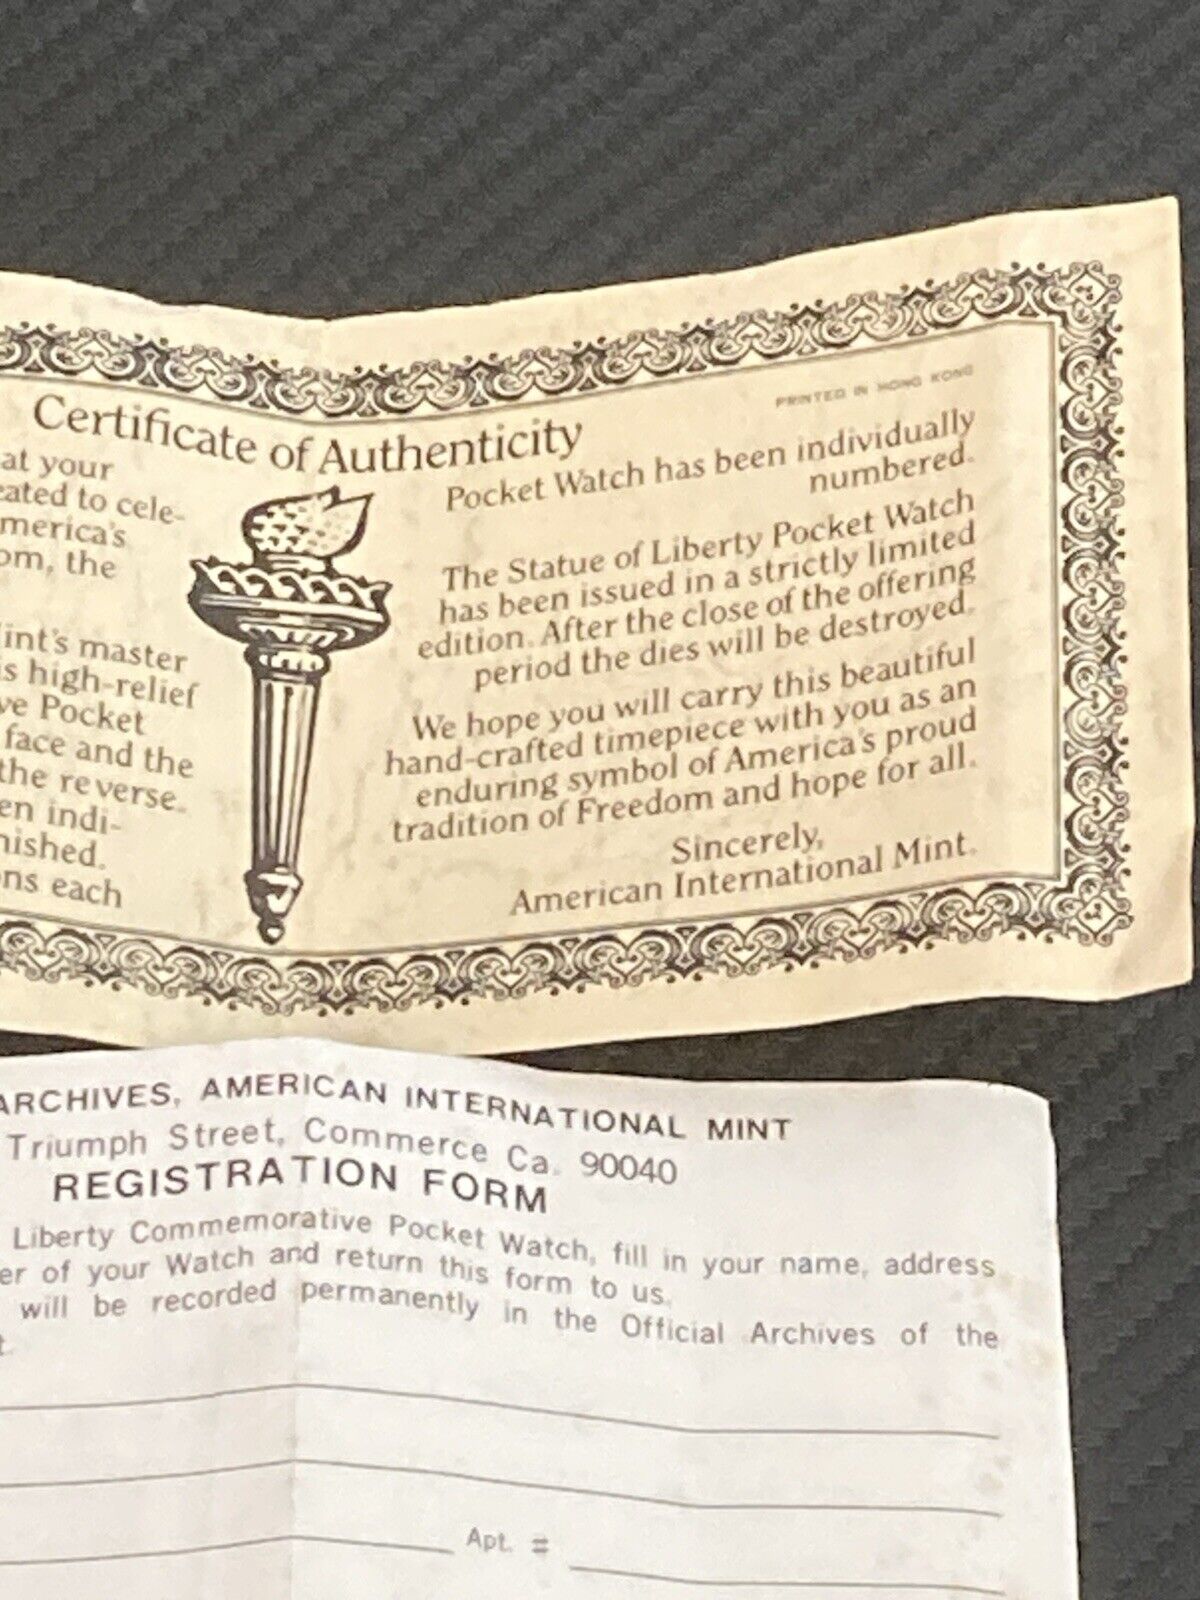 Certificate of Authenticity
PRINTED IN HONG KONG
at your
eated to cele-
merica's
om, the
int's master
is high-relief
ve Pocket
face and the
the reverse.
en indi-
nished.
ons each
Pocket Watch has been individually
numbered.
The Statue of Liberty Pocket Watch
has been issued in a strictly limited
edition. After the close of the offering
period the dies will be destroyed.
We hope you will carry this beautiful
hand-crafted timepiece with you as an
enduring symbol of America's proud
tradition of Freedom and hope for all.
Sincerely,
American International Mint.
ARCHIVES, AMERICAN INTERNATIONAL MINT
Triumph Street, Commerce Ca. 90040
REGISTRATION FORM
Liberty Commemorative Pocket Watch, fill in your name, address
er of your Watch and return this form to us.
will be recorded permanently in the Official Archives of the
t.
Apt. #